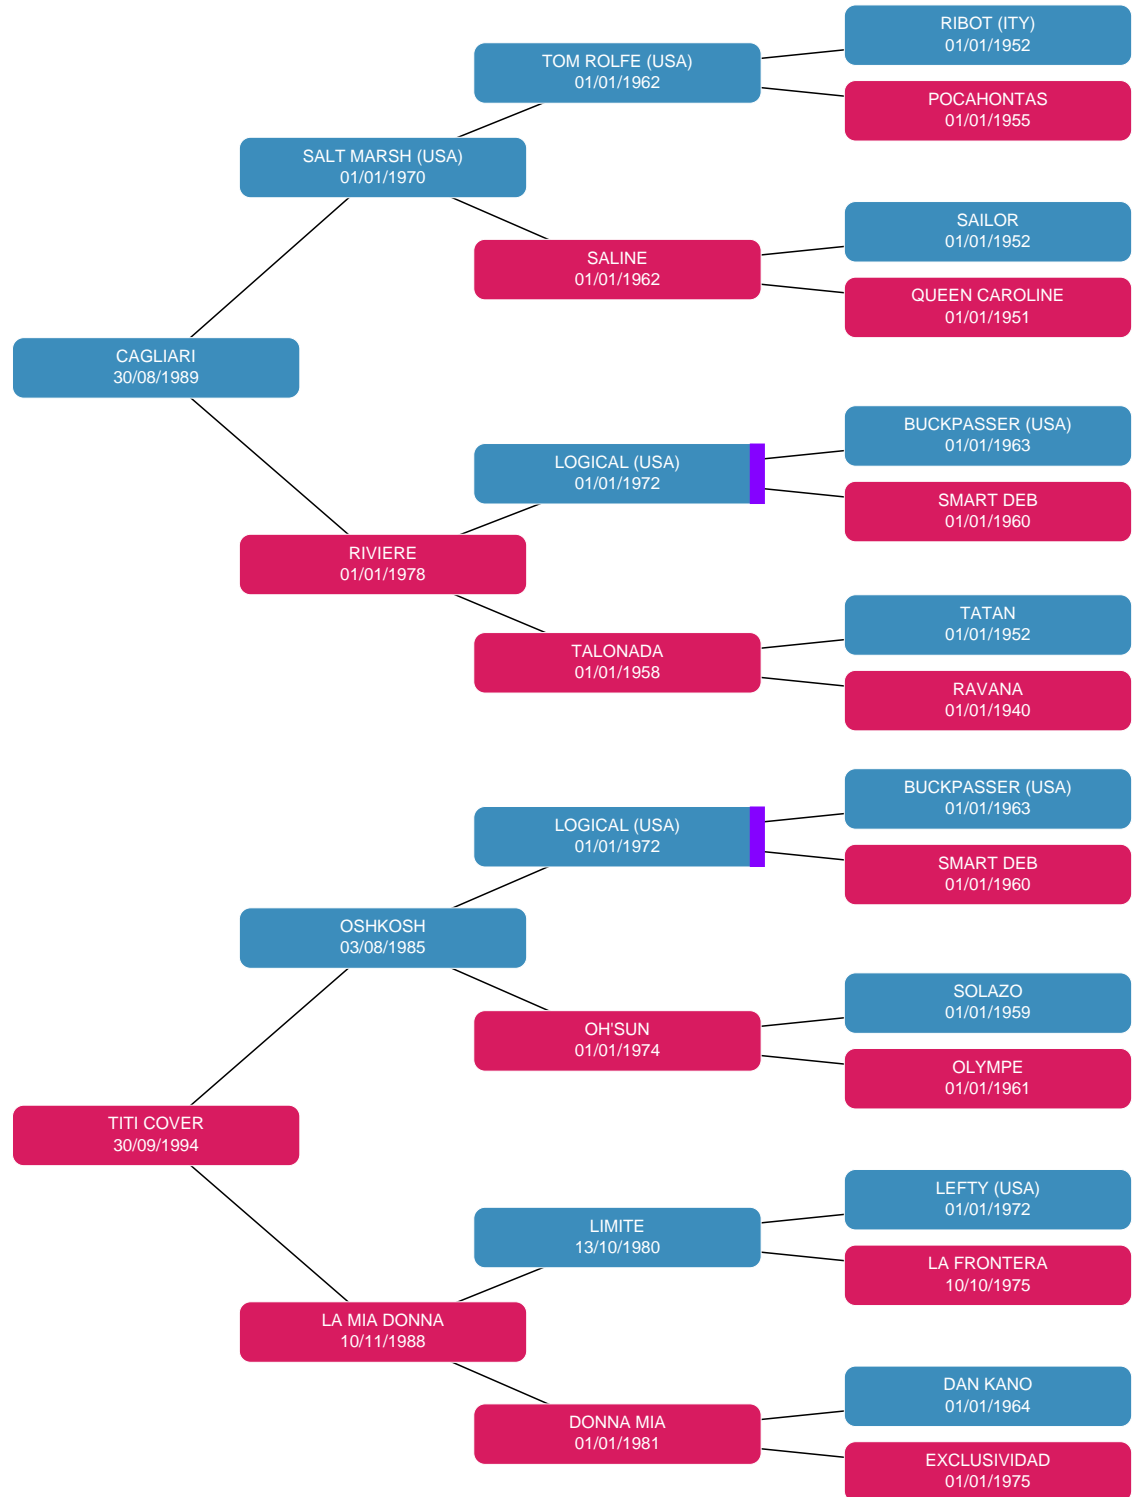 RIBOT (ITY)
01/01/1952
TOM ROLFE (USA)
01/01/1962
POCAHONTAS
01/01/1955
SALT MARSH (USA)
01/01/1970
SAILOR
01/01/1952
SALINE
01/01/1962
QUEEN CAROLINE
01/01/1951
CAGLIARI
30/08/1989
BUCKPASSER (USA)
01/01/1963
LOGICAL (USA)
01/01/1972
SMART DEB
01/01/1960
RIVIERE
01/01/1978
TATAN
01/01/1952
TALONADA
01/01/1958
RAVANA
01/01/1940
BUCKPASSER (USA)
01/01/1963
LOGICAL (USA)
01/01/1972
SMART DEB
01/01/1960
OSHKOSH
03/08/1985
SOLAZO
01/01/1959
OH'SUN
01/01/1974
OLYMPE
01/01/1961
TITI COVER
30/09/1994
LEFTY (USA)
01/01/1972
LIMITE
13/10/1980
LA FRONTERA
10/10/1975
LA MIA DONNA
10/11/1988
DAN KANO
01/01/1964
DONNA MIA
01/01/1981
EXCLUSIVIDAD
01/01/1975